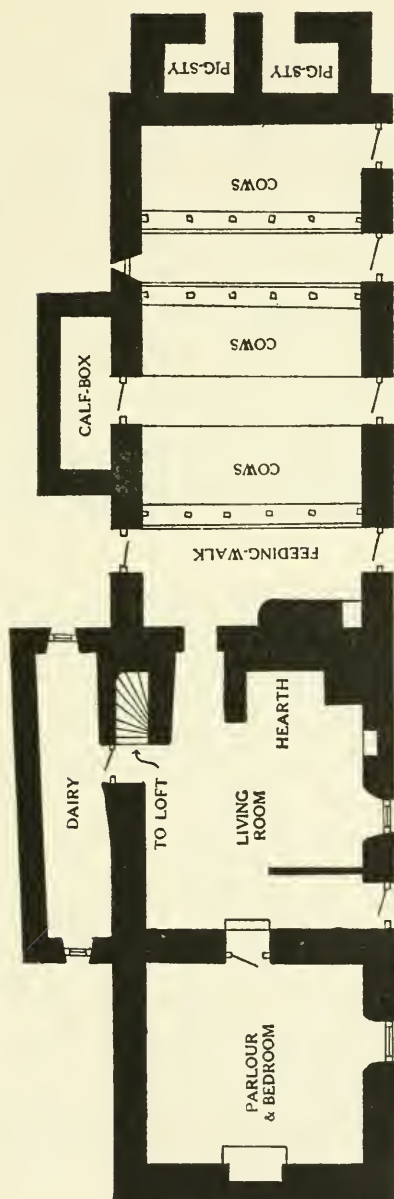 PIG-STY
PIG-STY
COWS
COWS
CALF-BOX
COWS
FEEDING-WALK
DAIRY
TO LOFT
LIVING
ROOM
HEARTH
PARLOUR
& BEDROOM